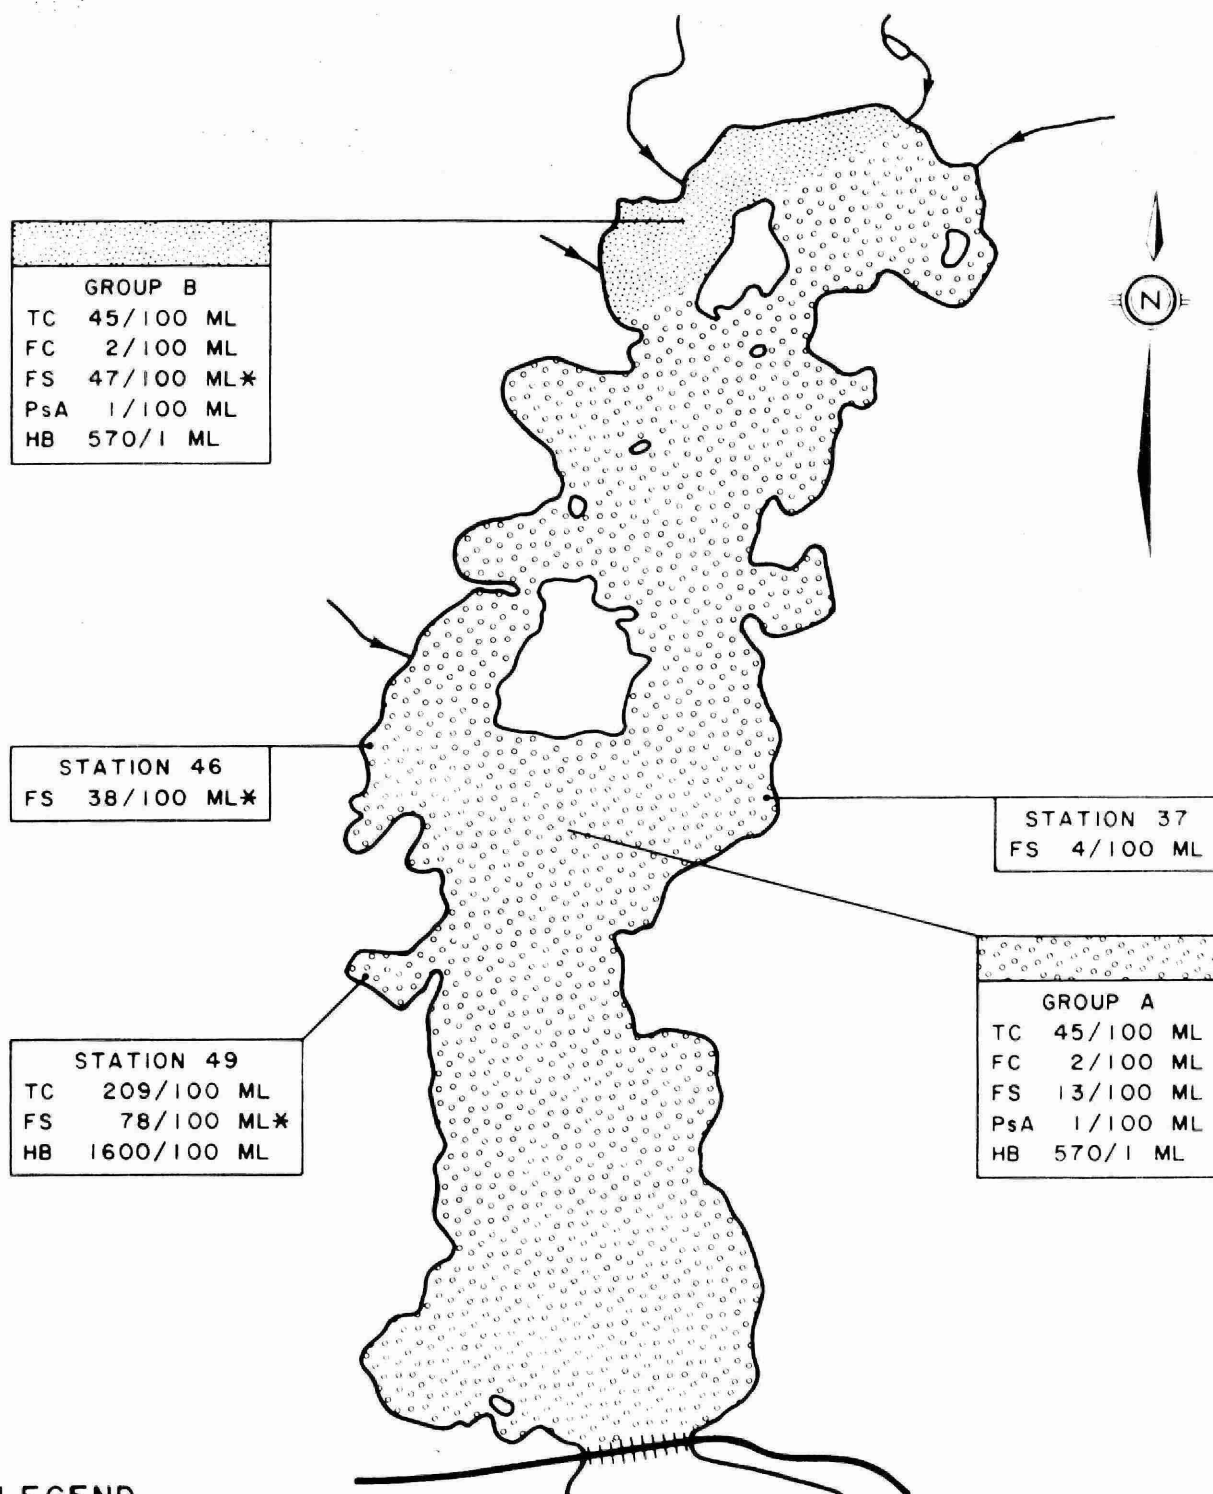 GROUP B
TC 45/100 ML
FC 2/100 ML
FS 47/100 ML*
PsA 1/100 ML
HB 570/1 ML
N
STATION 46
FS 38/100 ML*
STATION 37
FS 4/100 ML
GROUP A
TC 45/100 ML
FC 2/100 ML
FS 13/100 ML
PsA 1/100 ML
HB 570/1 ML
STATION 49
TC 209/100 ML
FS 78/100 ML*
HB 1600/100 ML
LEGEND